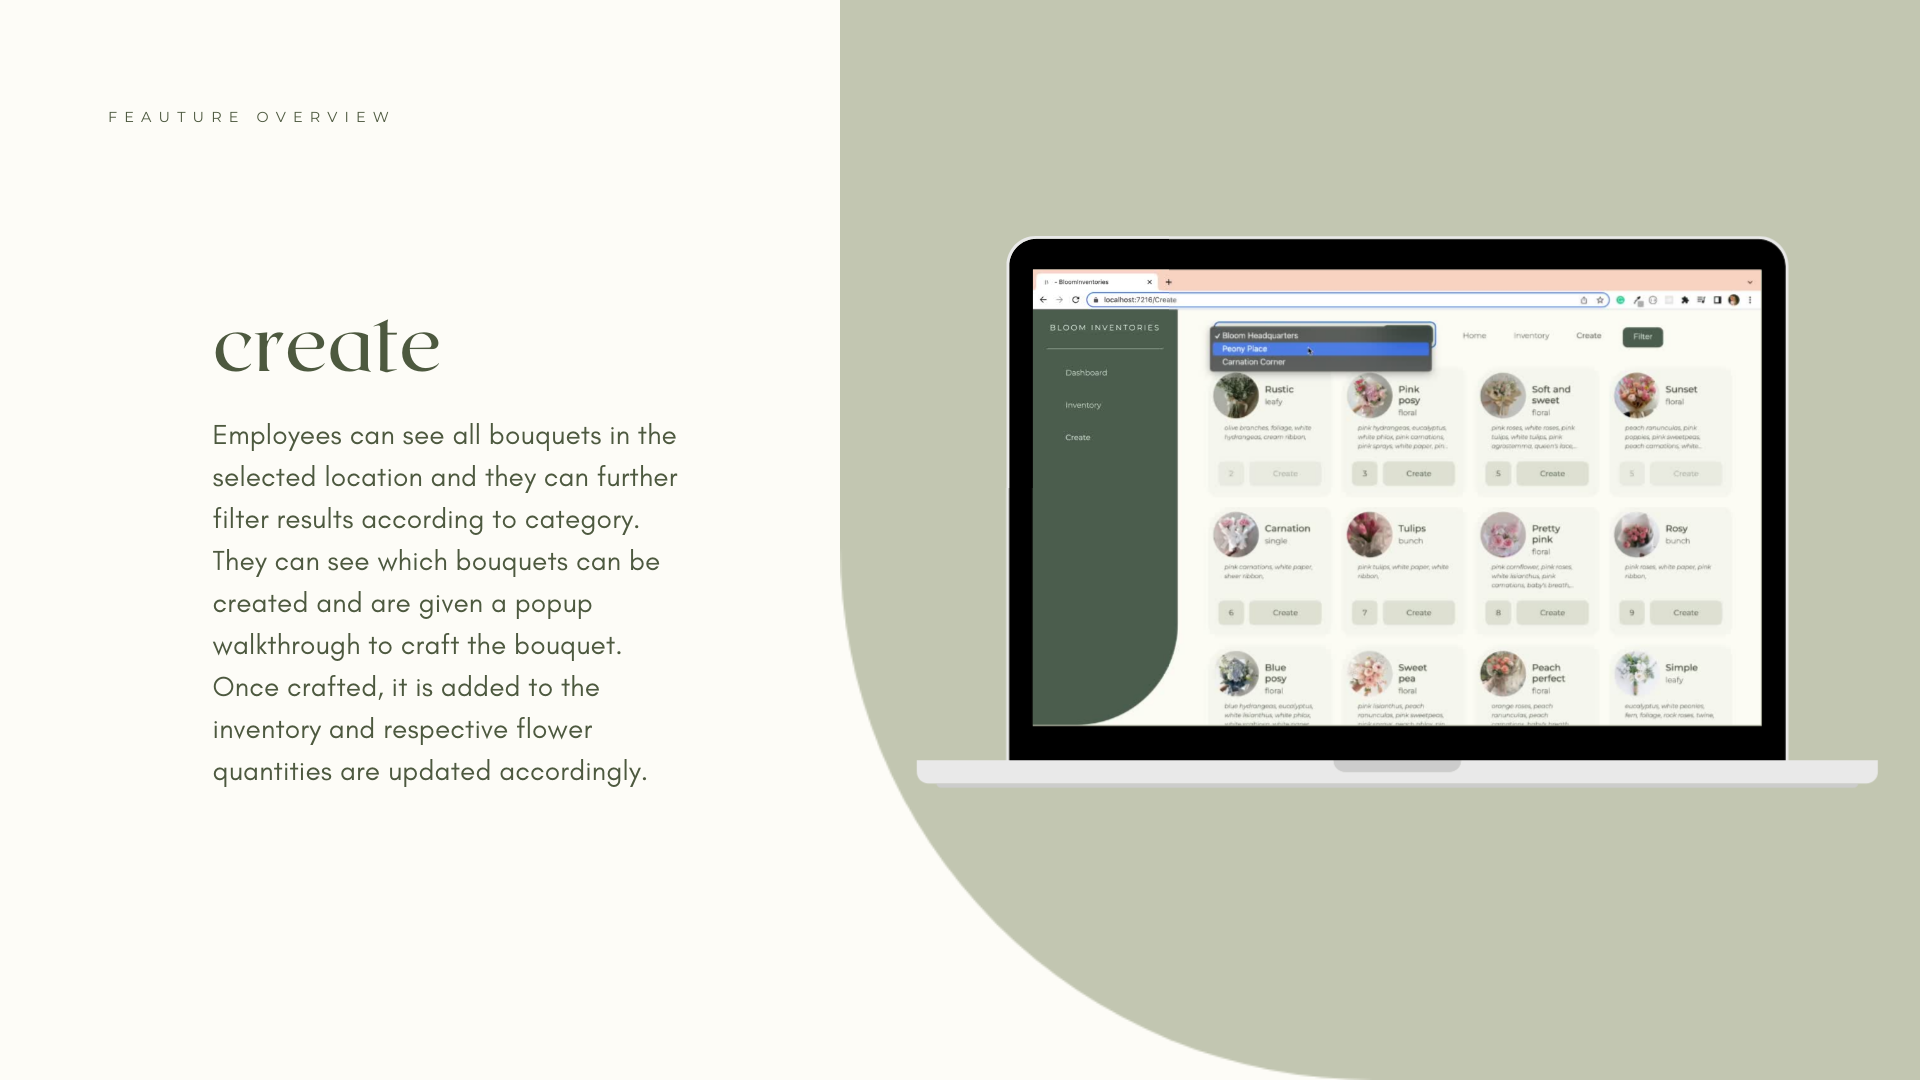 FEAUTURE OVERVIEW
create
Employees can see all bouquets in the
selected location and they can further
filter results according to category.
They can see which bouquets can be
created and are given a popup
walkthrough to craft the bouquet.
Once crafted, it is added to the
inventory and respective flower
quantities are updated accordingly.
- BloomInventories
localhost:7216/Create
BLOOM INVENTORIES
Dashboard
Inventory
Create
✓ Bloom Headquarters
Peony Place
Carnation Corner
Home Inventory Create Filter
Rustic
leafy
olive branches, foliage, white
hydrangeas, cream ribbon,
2 Create
Pink
posy
floral
pink hydrangeas, eucalyptus,
white phlox, pink carnations,
pink sprays, white paper, pin...
3 Create
Soft and
sweet
floral
pink roses, white roses, pink
tulips, white tulips, pink
agrostemma, queen's lace,...
5 Create
Sunset
floral
peach ranunculas, pink
poppies, pink sweetpeas,
peach carnations, white...
5 Create
Carnation
single
pink carnations, white paper,
sheer ribbon,
6 Create
Tulips
bunch
pink tulips, white paper, white
ribbon,
7 Create
Pretty
pink
floral
pink cornflower, pink roses,
white lisianthus, pink
carnations, baby's breath,...
8 Create
Rosy
bunch
pink roses, white paper, pink
ribbon,
9 Create
Blue
posy
floral
blue hydrangeas, eucalyptus,
white lisianthus, white phlox,
Sweet
pea
floral
pink lisianthus, peach
ranunculas, pink sweetpeas,
Peach
perfect
floral
orange roses, peach
ranunculas, peach
Simple
leafy
eucalyptus, white peonies,
fern, foliage, rock roses, twine,